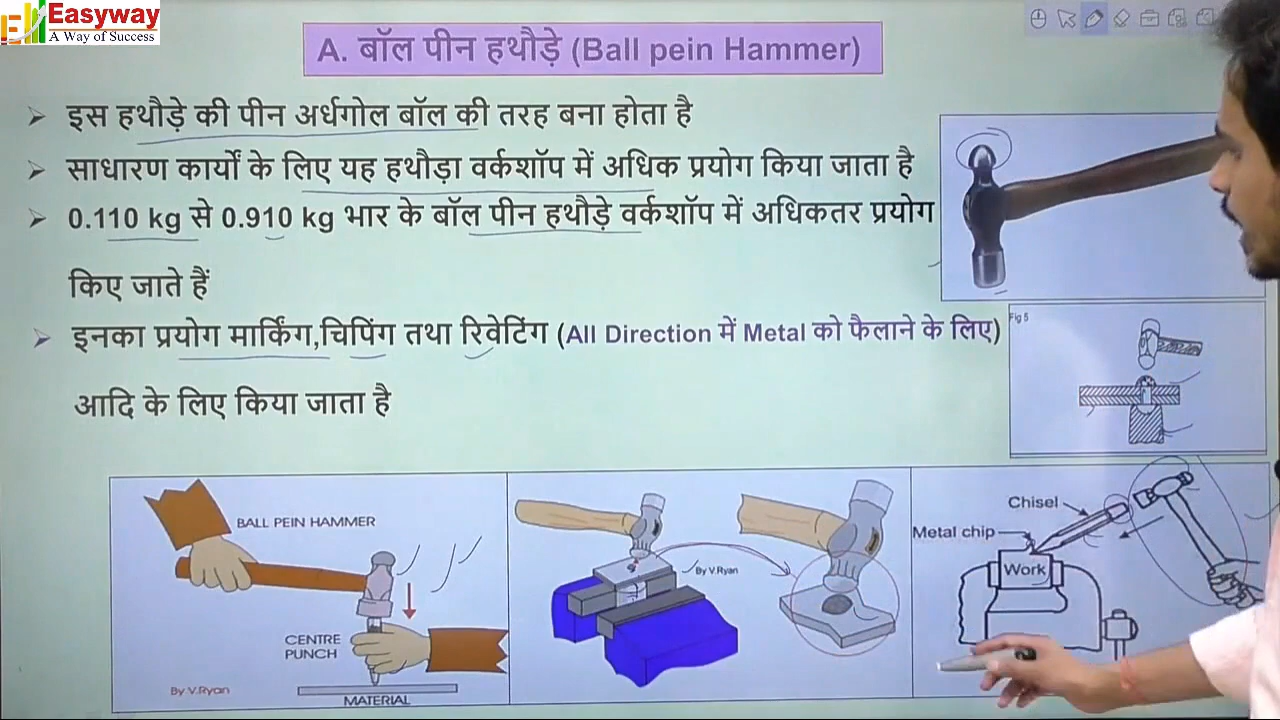 Easyway
A Way of Success
A. बॉल पीन हथौड़े (Ball pein Hammer)
➢ इस हथौड़े की पीन अर्धगोल बॉल की तरह बना होता है
➢ साधारण कार्यों के लिए यह हथौड़ा वर्कशॉप में अधिक प्रयोग किया जाता है
➢ 0.110 kg से 0.910 kg भार के बॉल पीन हथौड़े वर्कशॉप में अधिकतर प्रयोग
किए जाते हैं
➢ इनका प्रयोग मार्किंग,चिपिंग तथा रिवेटिंग (All Direction में Metal को फैलाने के लिए)
आदि के लिए किया जाता है
Fig 5
BALL PEIN HAMMER
CENTRE
PUNCH
By V.Ryan
MATERIAL
By V.Ryan
Chisel
Metal chip
Work